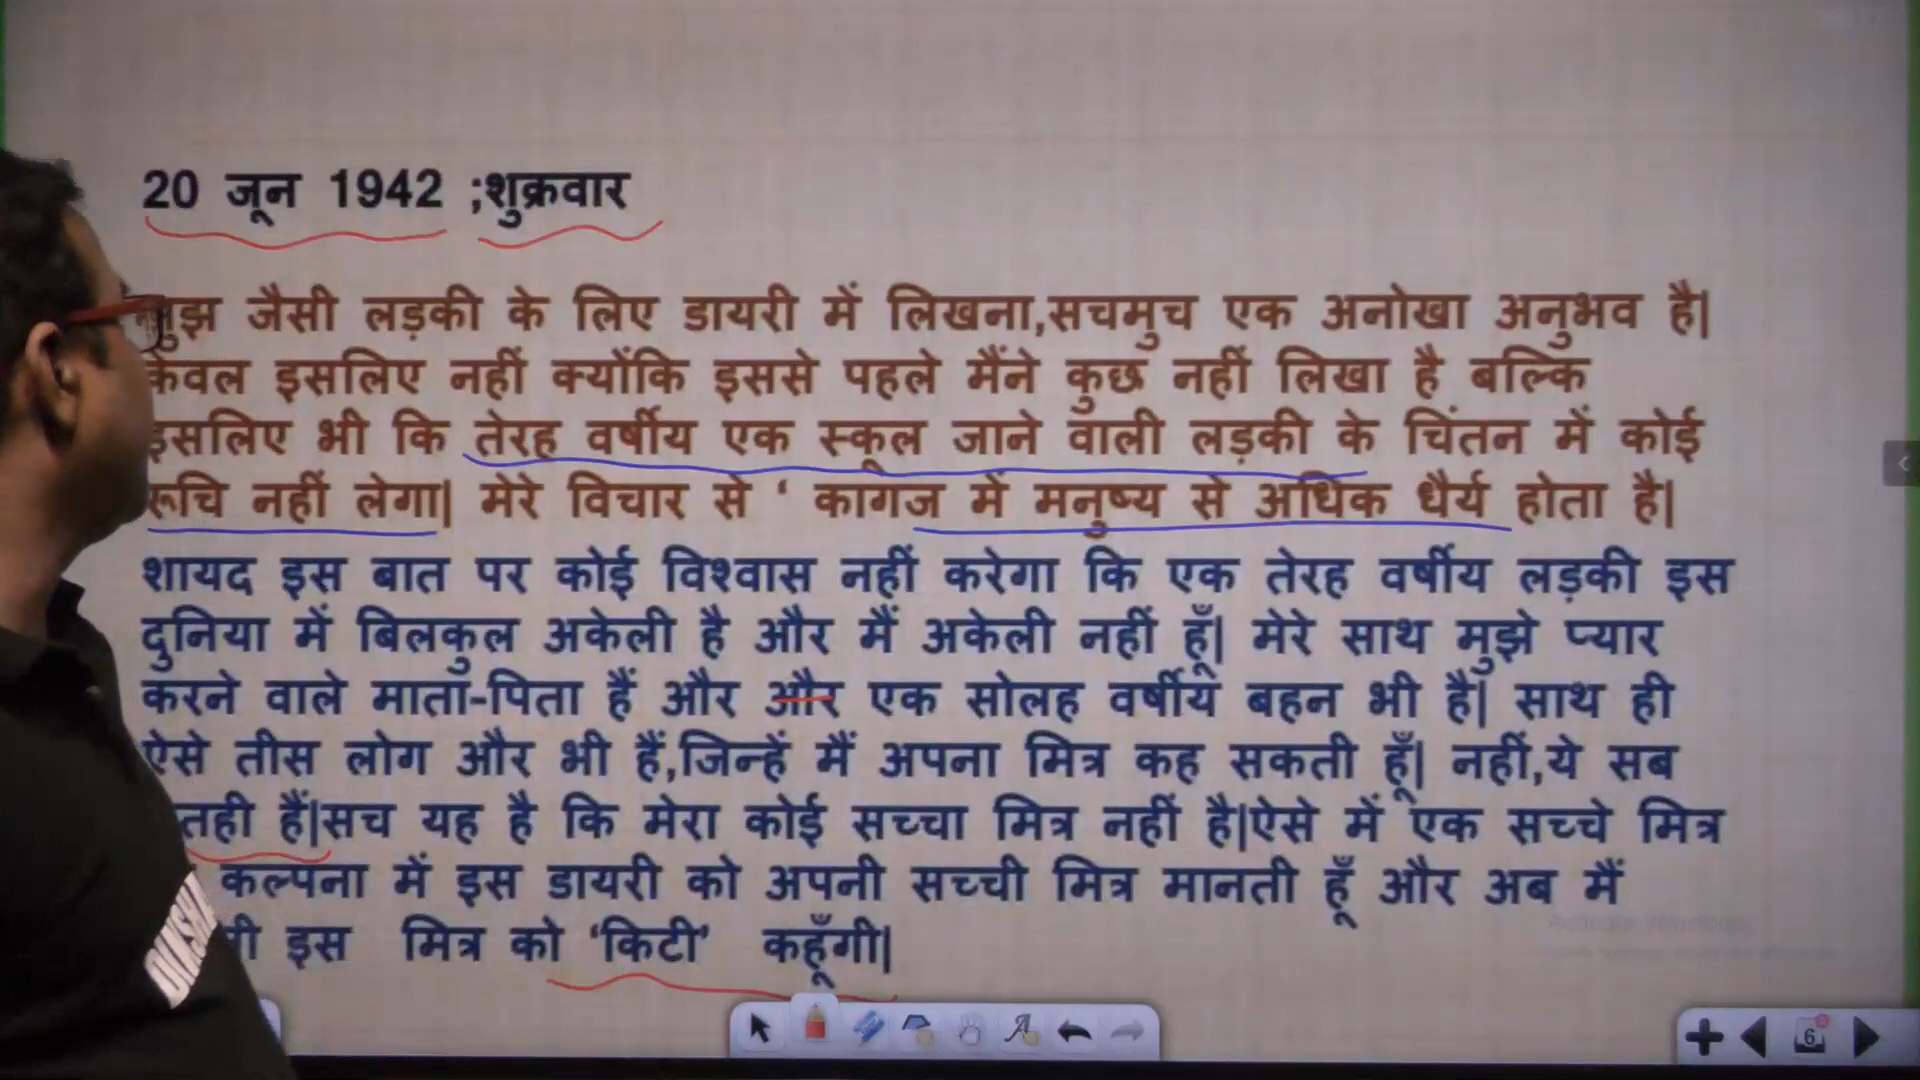 20 जून 1942 ;शुक्रवार
मुझ जैसी लड़की के लिए डायरी में लिखना,सचमुच एक अनोखा अनुभव है|
केवल इसलिए नहीं क्योंकि इससे पहले मैंने कुछ नहीं लिखा है बल्कि
इसलिए भी कि तेरह वर्षीय एक स्कूल जाने वाली लड़की के चिंतन में कोई
रूचि नहीं लेगा| मेरे विचार से ‘ कागज में मनुष्य से अधिक धैर्य होता है|
शायद इस बात पर कोई विश्वास नहीं करेगा कि एक तेरह वर्षीय लड़की इस
दुनिया में बिलकुल अकेली है और मैं अकेली नहीं हूँ| मेरे साथ मुझे प्यार
करने वाले माता-पिता हैं और और एक सोलह वर्षीय बहन भी है| साथ ही
ऐसे तीस लोग और भी हैं,जिन्हें मैं अपना मित्र कह सकती हूँ| नहीं,ये सब
हैं|सच यह है कि मेरा कोई सच्चा मित्र नहीं है|ऐसे में एक सच्चे मित्र
कल्पना में इस डायरी को अपनी सच्ची मित्र मानती हूँ और अब मैं
इस मित्र को ‘किटी’ कहूँगी|
6